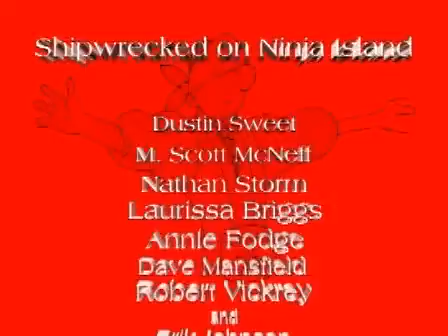 Shipwrecked on Ninja Island
Dustin Sweet
M. Scott McNeff
Nathan Storm
Laurissa Briggs
Annie Fodge
Dave Mansfield
Robert Vickrey
and